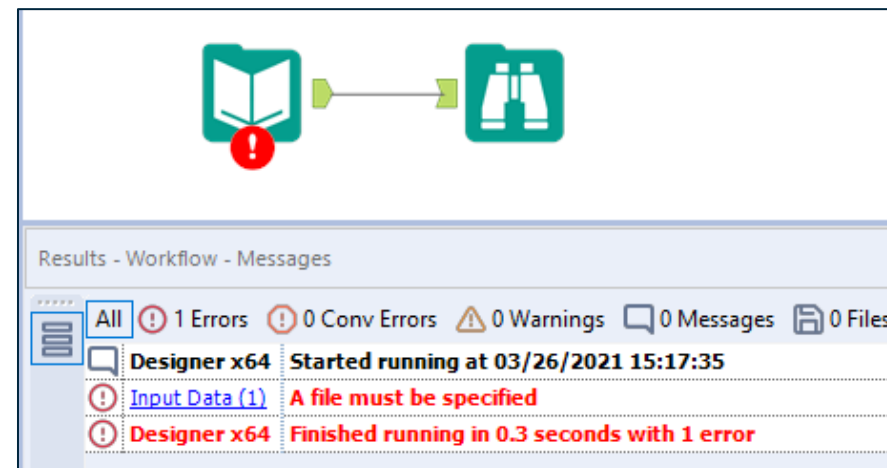 Results - Workflow - Messages
All 1 Errors 0 Conv Errors 0 Warnings 0 Messages 0 Files
Designer x64 Started running at 03/26/2021 15:17:35
Input Data (1) A file must be specified
Designer x64 Finished running in 0.3 seconds with 1 error